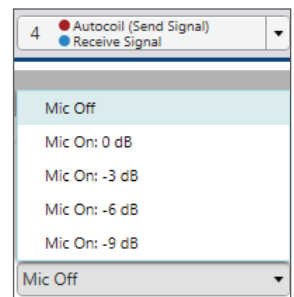 4 Autocoil (Send Signal)
Receive Signal
Mic Off
Mic On: 0 dB
Mic On: -3 dB
Mic On: -6 dB
Mic On: -9 dB
Mic Off